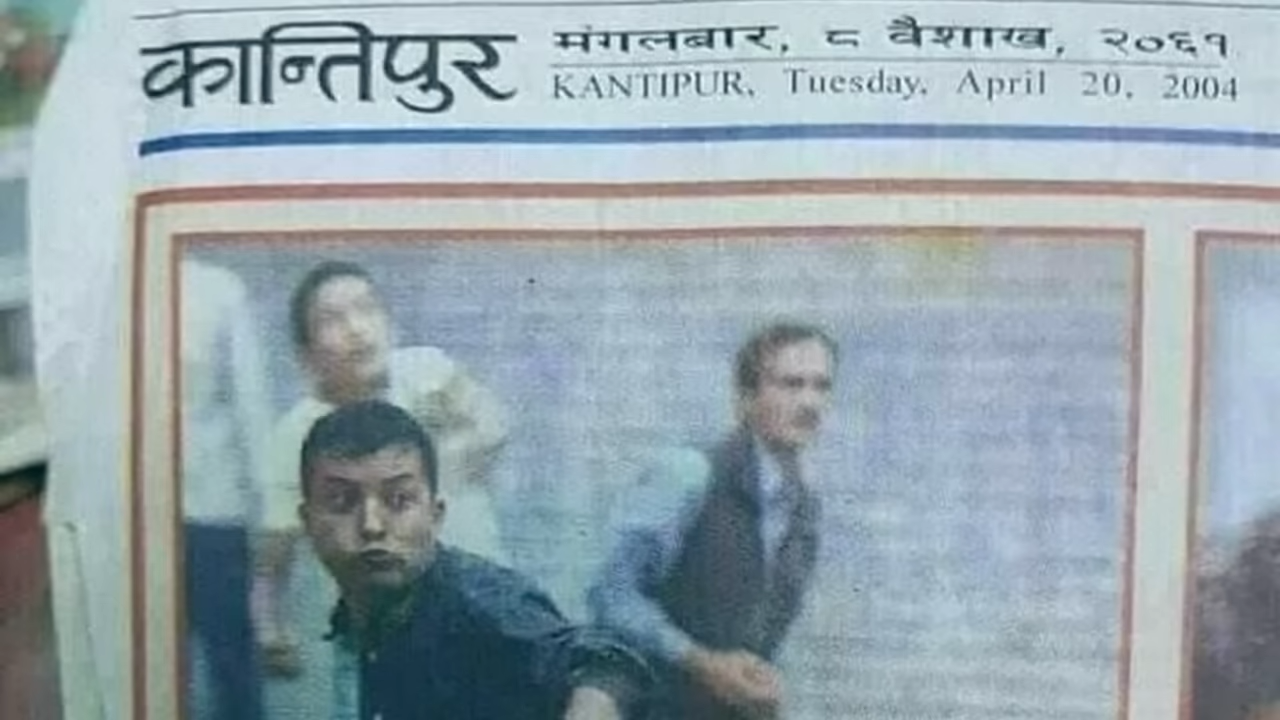 कान्तिपुर
मंगलबार, ८ वैशाख, २०६१
KANTIPUR, Tuesday, April 20, 2004